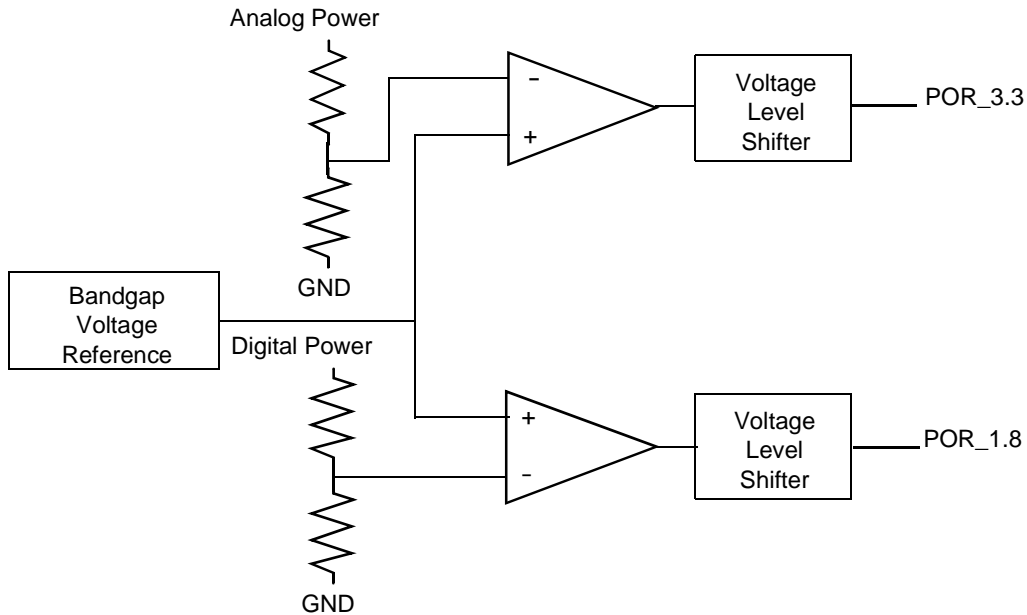 Analog Power
-
+
Voltage
Level
Shifter
POR_3.3
GND
Bandgap
Voltage
Reference
Digital Power
+
-
Voltage
Level
Shifter
POR_1.8
GND